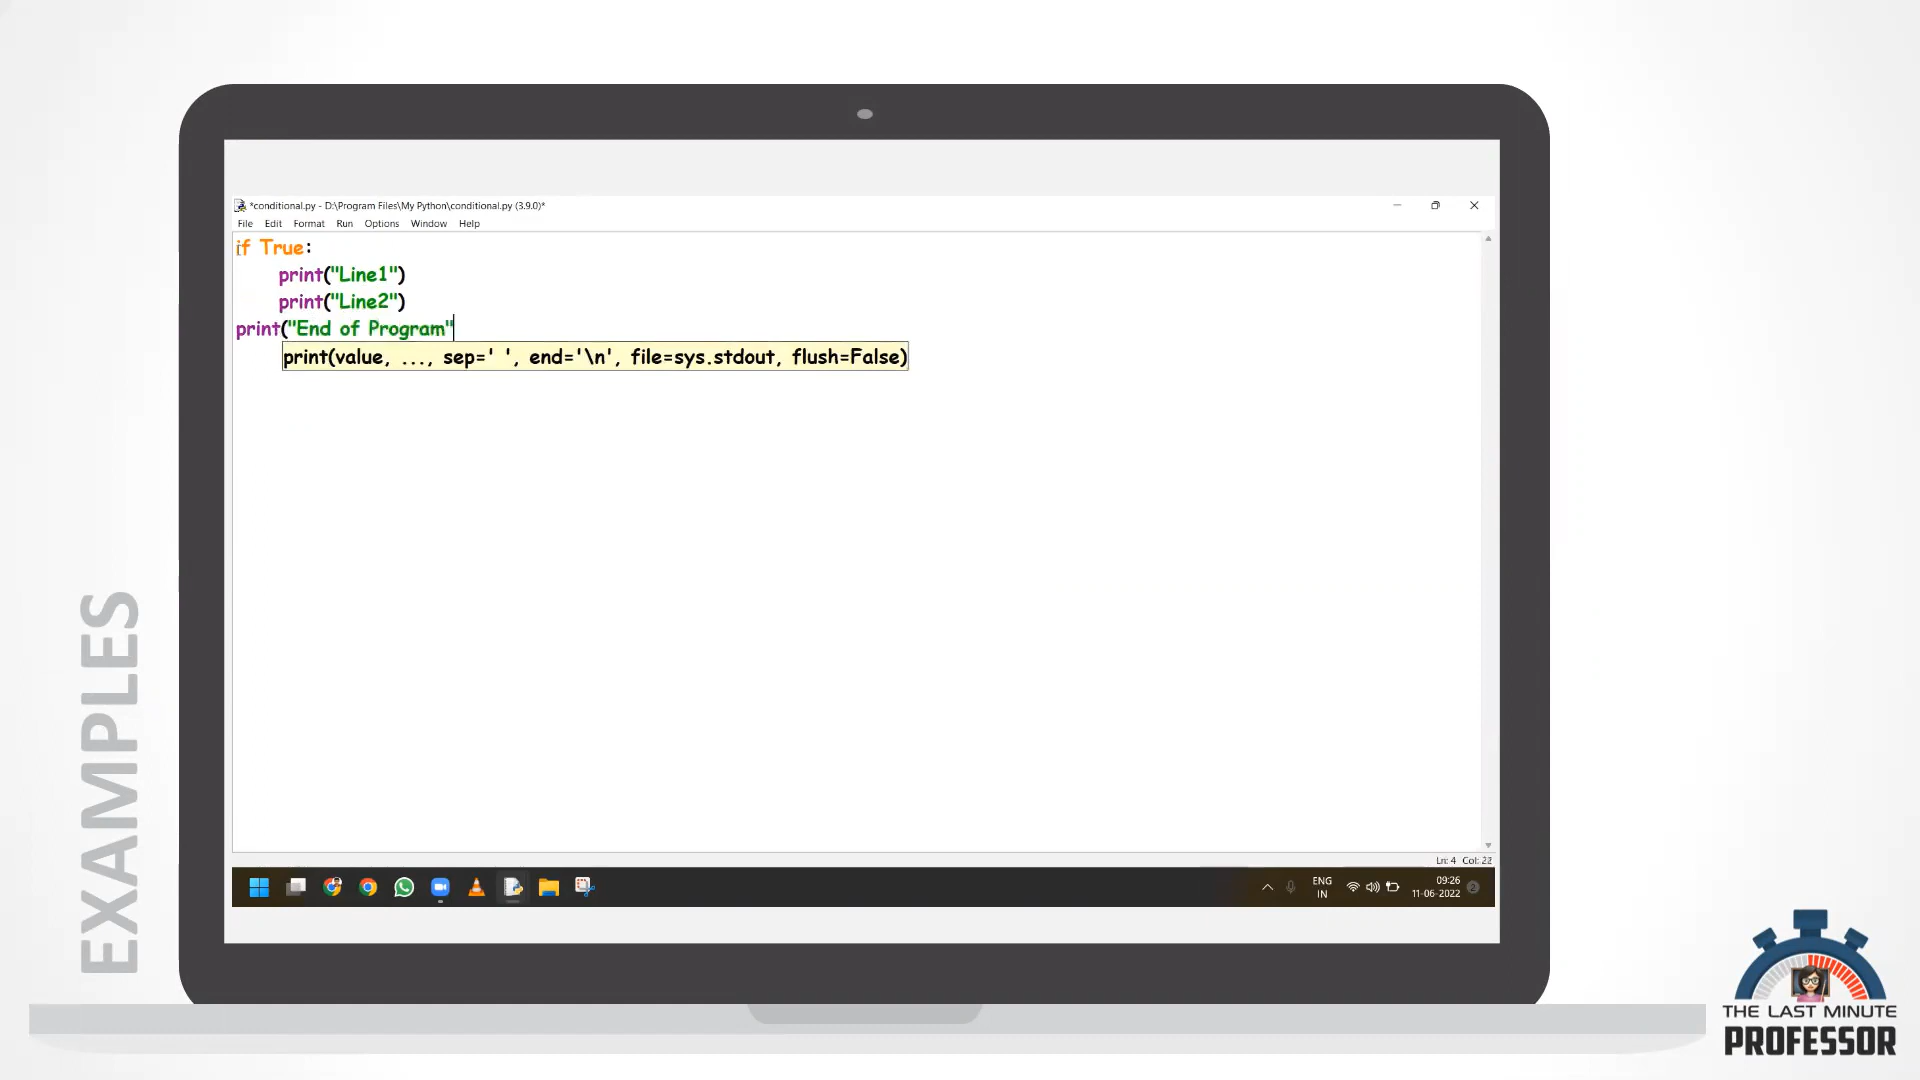 *conditional.py - D:\Program Files\My Python\conditional.py (3.9.0)*
File Edit Format Run Options Window Help
if True:
    print("Line1")
    print("Line2")
print("End of Program"
print(value, ..., sep=' ', end='\n', file=sys.stdout, flush=False)
Ln: 4 Col: 22
ENG
IN
09:26
11-06-2022
2
EXAMPLES
THE LAST MINUTE
PROFESSOR